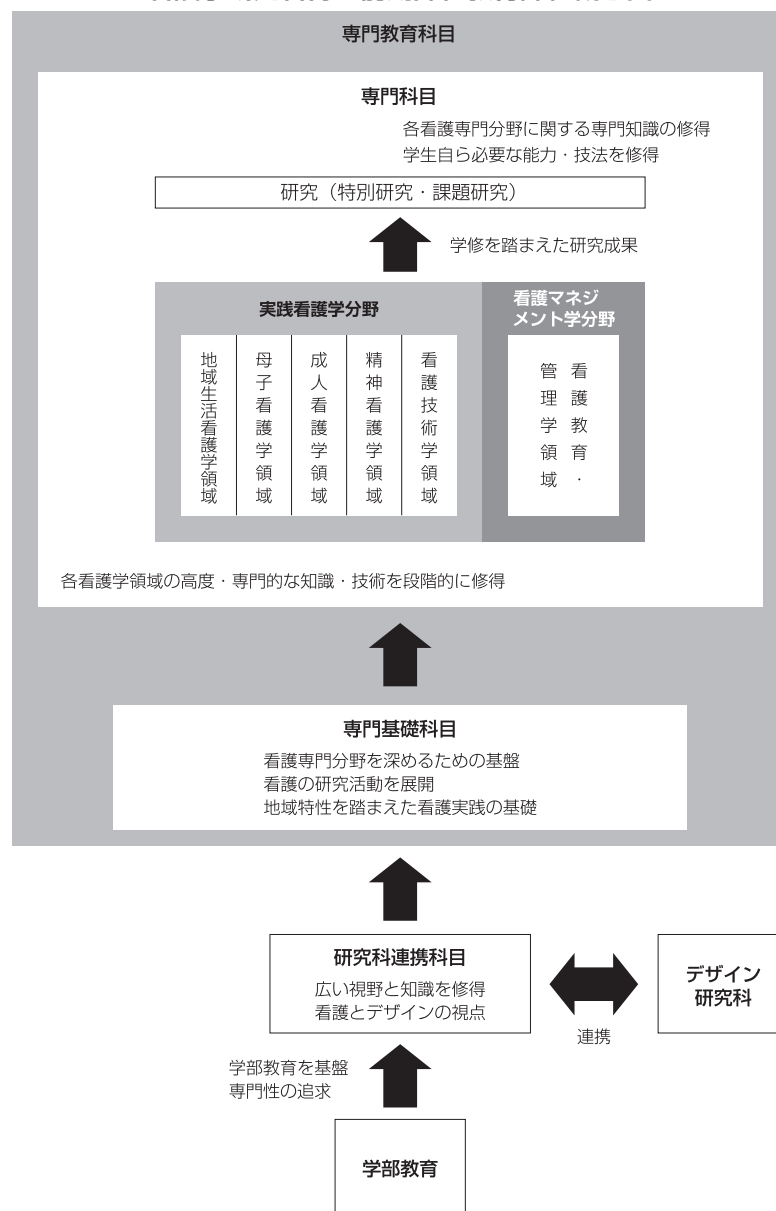 専門教育科目
専門科目
各看護専門分野に関する専門知識の修得
学生自ら必要な能力・技法を修得
研究（特別研究・課題研究）
学修を踏まえた研究成果
実践看護学分野
看護マネジ
メント学分野
地域生活看護学領域
母子看護学領域
成人看護学領域
精神看護学領域
看護技術学領域
看護教育・
管理学領域
各看護学領域の高度・専門的な知識・技術を段階的に修得
専門基礎科目
看護専門分野を深めるための基盤
看護の研究活動を展開
地域特性を踏まえた看護実践の基礎
研究科連携科目
広い視野と知識を修得
看護とデザインの視点
デザイン
研究科
連携
学部教育を基盤
専門性の追求
学部教育